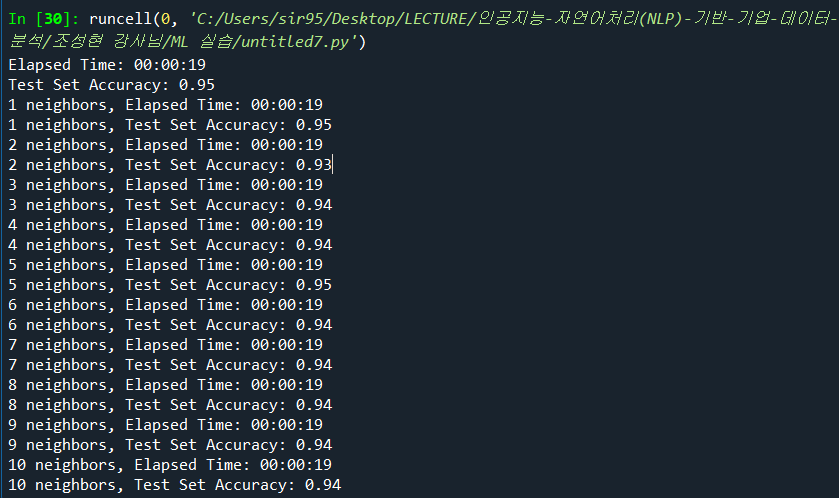 In [30]: runcell(0, 'C:/Users/sir95/Desktop/LECTURE/인공지능-자연어처리(NLP)-기반-기업-데이터-
분석/조성현 강사님/ML 실습/untitled7.py')
Elapsed Time: 00:00:19
Test Set Accuracy: 0.95
1 neighbors, Elapsed Time: 00:00:19
1 neighbors, Test Set Accuracy: 0.95
2 neighbors, Elapsed Time: 00:00:19
2 neighbors, Test Set Accuracy: 0.93
3 neighbors, Elapsed Time: 00:00:19
3 neighbors, Test Set Accuracy: 0.94
4 neighbors, Elapsed Time: 00:00:19
4 neighbors, Test Set Accuracy: 0.94
5 neighbors, Elapsed Time: 00:00:19
5 neighbors, Test Set Accuracy: 0.95
6 neighbors, Elapsed Time: 00:00:19
6 neighbors, Test Set Accuracy: 0.94
7 neighbors, Elapsed Time: 00:00:19
7 neighbors, Test Set Accuracy: 0.94
8 neighbors, Elapsed Time: 00:00:19
8 neighbors, Test Set Accuracy: 0.94
9 neighbors, Elapsed Time: 00:00:19
9 neighbors, Test Set Accuracy: 0.94
10 neighbors, Elapsed Time: 00:00:19
10 neighbors, Test Set Accuracy: 0.94